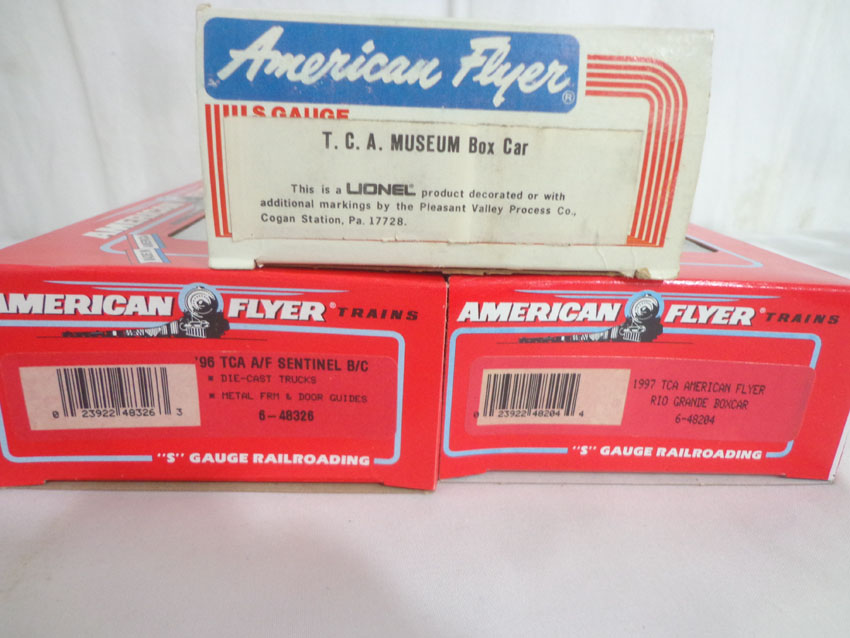 American Flyer®
S GAUGE
T. C. A. MUSEUM Box Car
This is a LIONEL product decorated or with
additional markings by the Pleasant Valley Process Co.,
Cogan Station, Pa. 17728.
AMERICAN FLYER
AMERICAN FLYER® TRAINS
'96 TCA A/F SENTINEL B/C
* DIE-CAST TRUCKS
* METAL FRM & DOOR GUIDES
6-48326
0 23922 48326 3
"S" GAUGE RAILROADING
AMERICAN FLYER® TRAINS
1997 TCA AMERICAN FLYER
RIO GRANDE BOXCAR
6-48204
0 23922 48204 4
"S" GAUGE RAILROADING